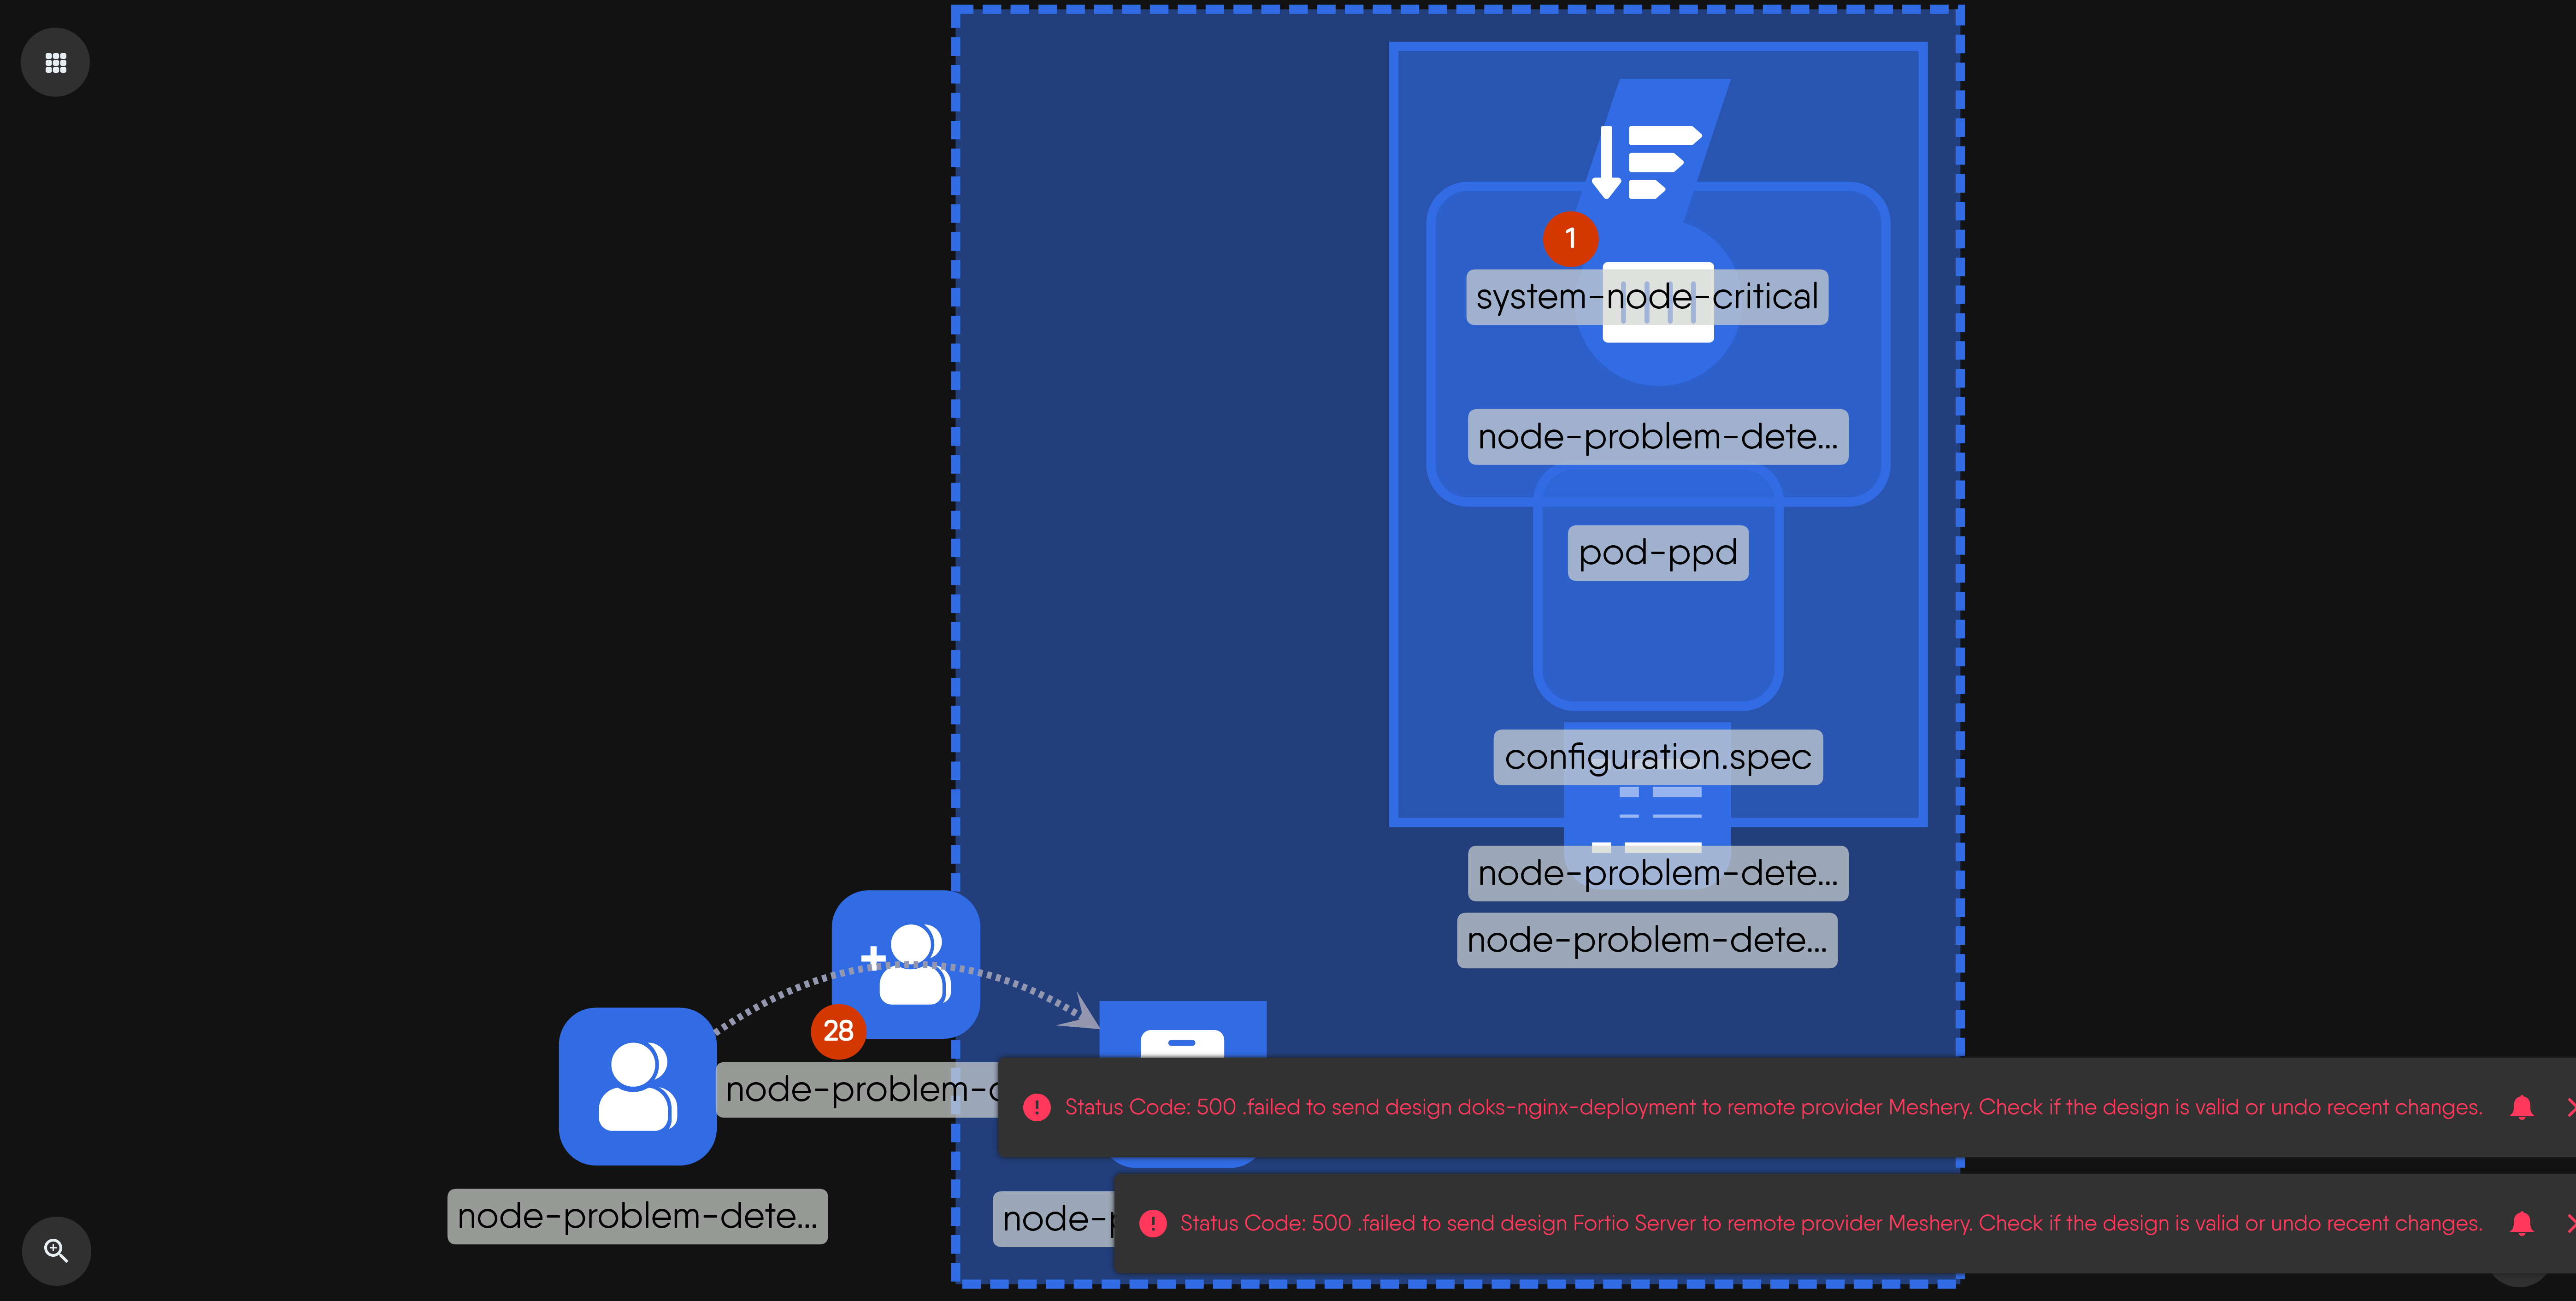 1
system-node-critical
node-problem-dete...
pod-ppd
configuration.spec
node-problem-dete...
node-problem-dete...
28
node-problem-
Status Code: 500 .failed to send design doks-nginx-deployment to remote provider Meshery. Check if the design is valid or undo recent changes.
node-problem-dete...
node-
Status Code: 500 .failed to send design Fortio Server to remote provider Meshery. Check if the design is valid or undo recent changes.